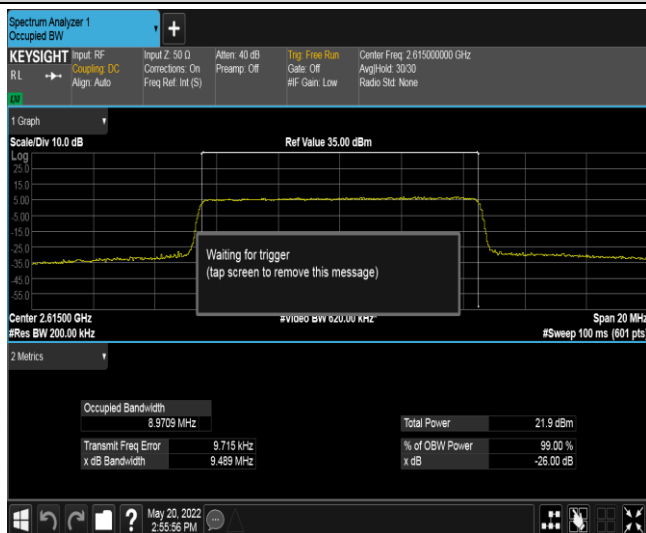 Spectrum Analyzer 1
Occupied BW
KEYSIGHT
RL
LXI
Input: RF
Coupling: DC
Align: Auto
Input Z: 50 Ω
Corrections: On
Freq Ref: Int (S)
Atten: 40 dB
Preamp: Off
Trig: Free Run
Gate: Off
#IF Gain: Low
Center Freq: 2.615000000 GHz
Avg|Hold: 30/30
Radio Std: None
1 Graph
Scale/Div 10.0 dB
Ref Value 35.00 dBm
Log
25.0
15.0
5.00
-5.00
-15.0
-25.0
-35.0
-45.0
-55.0
Waiting for trigger
(tap screen to remove this message)
Center 2.61500 GHz
#Video BW 620.00 kHz*
Span 20 MHz
#Res BW 200.00 kHz
#Sweep 100 ms (601 pts)
2 Metrics
Occupied Bandwidth
8.9709 MHz
Total Power 21.9 dBm
Transmit Freq Error 9.715 kHz
% of OBW Power 99.00 %
x dB Bandwidth 9.489 MHz
x dB -26.00 dB
?
May 20, 2022
2:55:56 PM